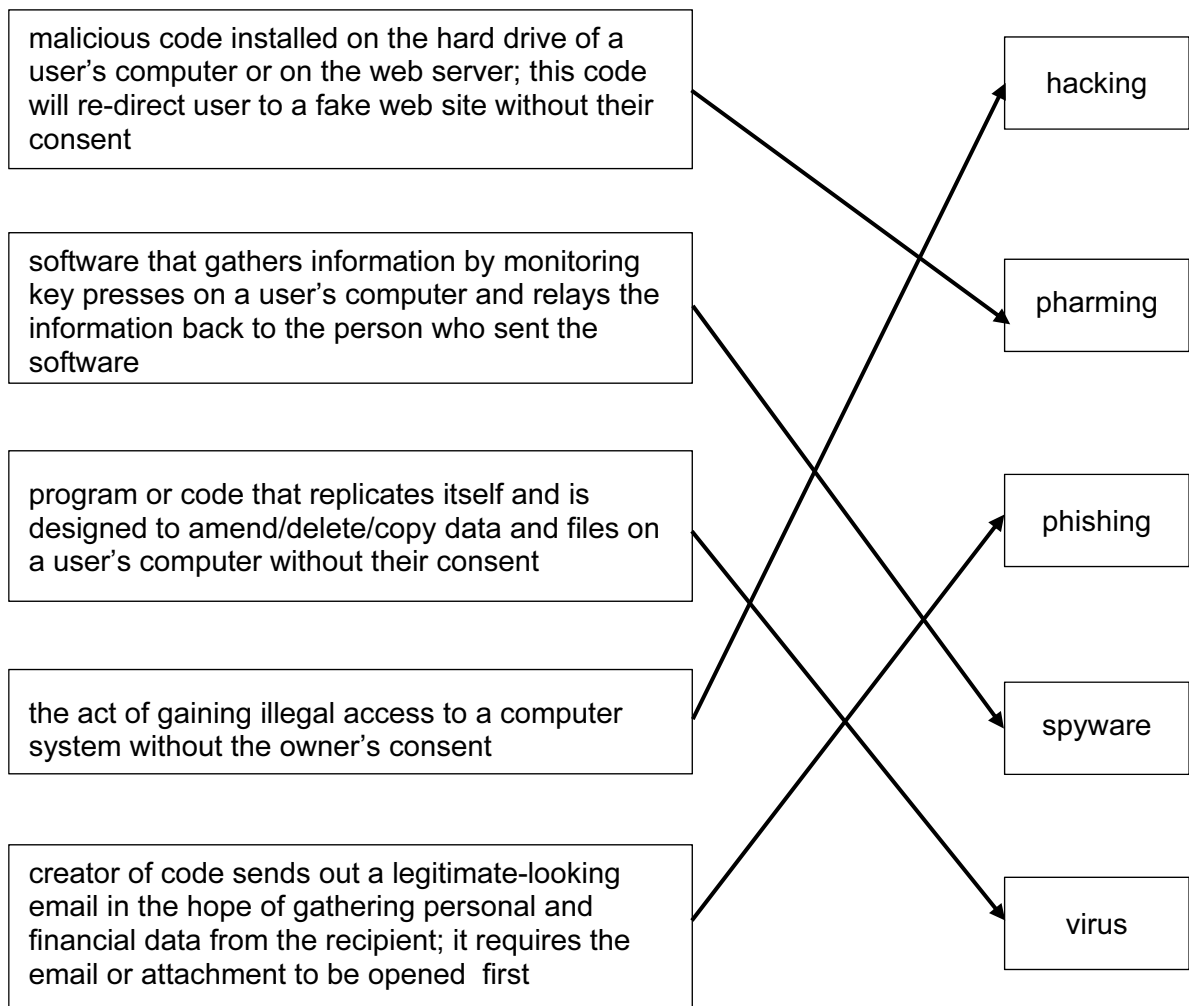 malicious code installed on the hard drive of a
user’s computer or on the web server; this code
will re-direct user to a fake web site without their
consent
hacking
software that gathers information by monitoring
key presses on a user’s computer and relays the
information back to the person who sent the
software
pharming
program or code that replicates itself and is
designed to amend/delete/copy data and files on
a user’s computer without their consent
phishing
the act of gaining illegal access to a computer
system without the owner’s consent
spyware
creator of code sends out a legitimate-looking
email in the hope of gathering personal and
financial data from the recipient; it requires the
email or attachment to be opened first
virus